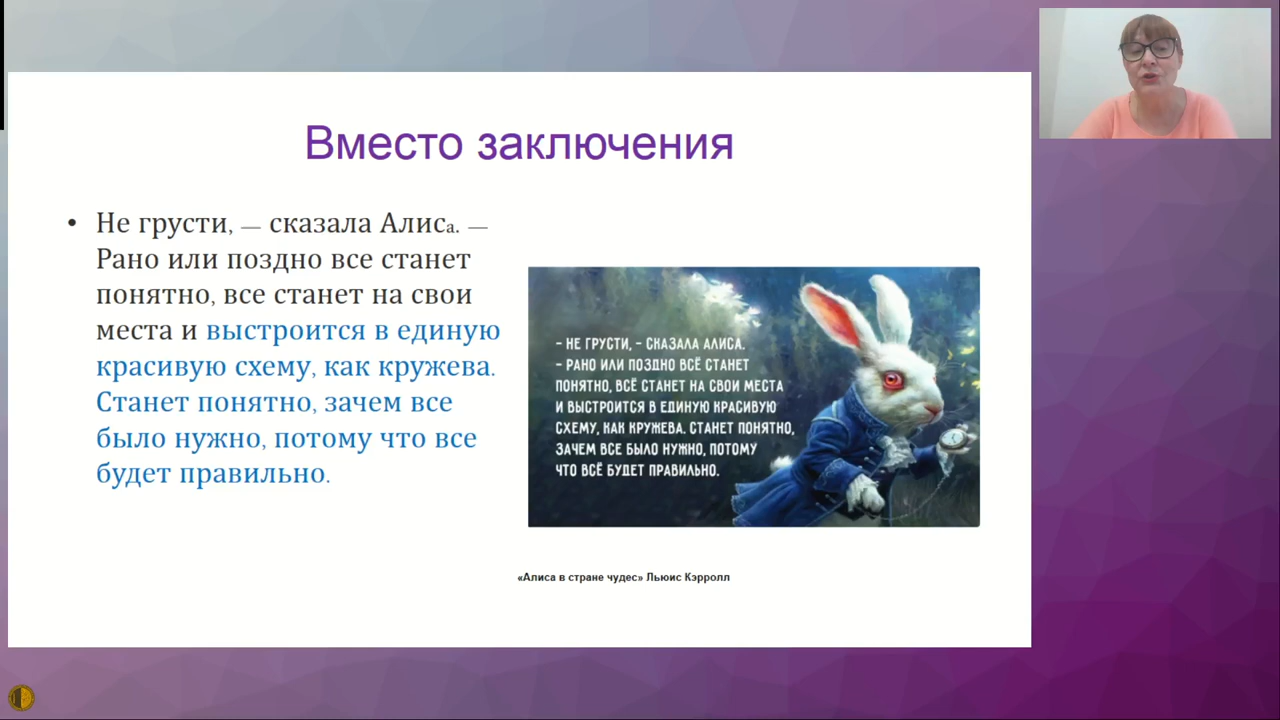 Вместо заключения
• Не грусти, — сказала Алиса. —
Рано или поздно все станет
понятно, все станет на свои
места и выстроится в единую
красивую схему, как кружева.
Станет понятно, зачем все
было нужно, потому что все
будет правильно.
- НЕ ГРУСТИ, - СКАЗАЛА АЛИСА.
- РАНО ИЛИ ПОЗДНО ВСЁ СТАНЕТ
ПОНЯТНО, ВСЁ СТАНЕТ НА СВОИ МЕСТА
И ВЫСТРОИТСЯ В ЕДИНУЮ КРАСИВУЮ
СХЕМУ, КАК КРУЖЕВА. СТАНЕТ ПОНЯТНО,
ЗАЧЕМ ВСЕ БЫЛО НУЖНО, ПОТОМУ
ЧТО ВСЁ БУДЕТ ПРАВИЛЬНО.
«Алиса в стране чудес» Льюис Кэрролл